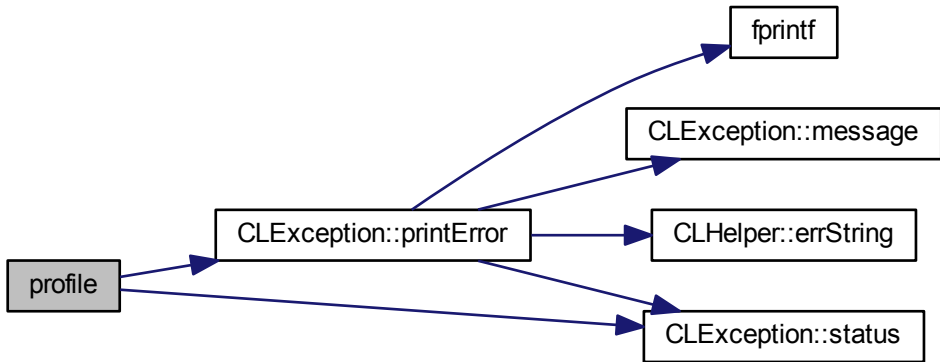 fprintf
CLException::message
CLException::printError
CLHelper::errString
profile
CLException::status